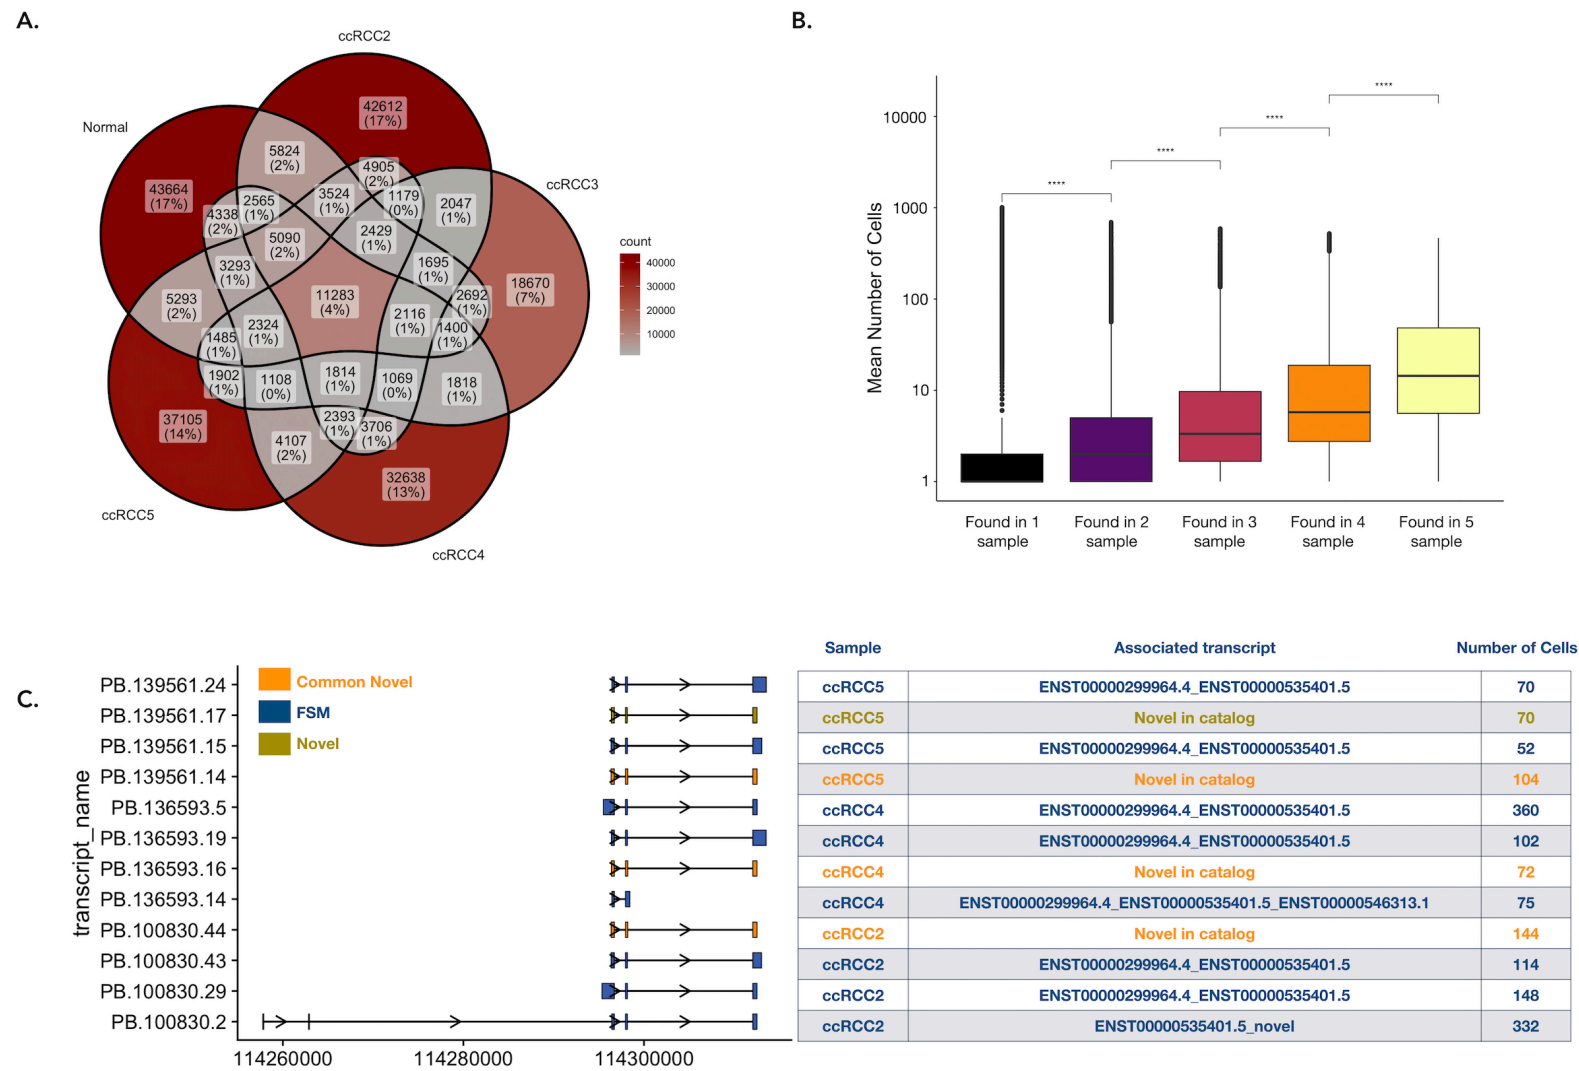 A.
ccRCC2
Normal
ccRCC3
ccRCC5
ccRCC4
42612
(17%)
5824
(2%)
4905
(2%)
43664
(17%)
2565
(1%)
3524
(1%)
1179
(0%)
2047
(1%)
4338
(2%)
5090
(2%)
2429
(1%)
3293
(1%)
1695
(1%)
18670
(7%)
5293
(2%)
11283
(4%)
2692
(1%)
2116
(1%)
1400
(1%)
2324
(1%)
1485
(1%)
1902
(1%)
1108
(0%)
1814
(1%)
1069
(0%)
1818
(1%)
37105
(14%)
2393
(1%)
3706
(1%)
4107
(2%)
32638
(13%)
count
40000
30000
20000
10000
B.
Mean Number of Cells
10000
1000
100
10
1
****
****
****
****
Found in 1
sample
Found in 2
sample
Found in 3
sample
Found in 4
sample
Found in 5
sample
C.
transcript_name
Common Novel
FSM
Novel
PB.139561.24
PB.139561.17
PB.139561.15
PB.139561.14
PB.136593.5
PB.136593.19
PB.136593.16
PB.136593.14
PB.100830.44
PB.100830.43
PB.100830.29
PB.100830.2
114260000 114280000 114300000
Sample Associated transcript Number of Cells
ccRCC5 ENST00000299964.4_ENST00000535401.5 70
ccRCC5 Novel in catalog 70
ccRCC5 ENST00000299964.4_ENST00000535401.5 52
ccRCC5 Novel in catalog 104
ccRCC4 ENST00000299964.4_ENST00000535401.5 360
ccRCC4 ENST00000299964.4_ENST00000535401.5 102
ccRCC4 Novel in catalog 72
ccRCC4 ENST00000299964.4_ENST00000535401.5_ENST00000546313.1 75
ccRCC2 Novel in catalog 144
ccRCC2 ENST00000299964.4_ENST00000535401.5 114
ccRCC2 ENST00000299964.4_ENST00000535401.5 148
ccRCC2 ENST00000535401.5_novel 332